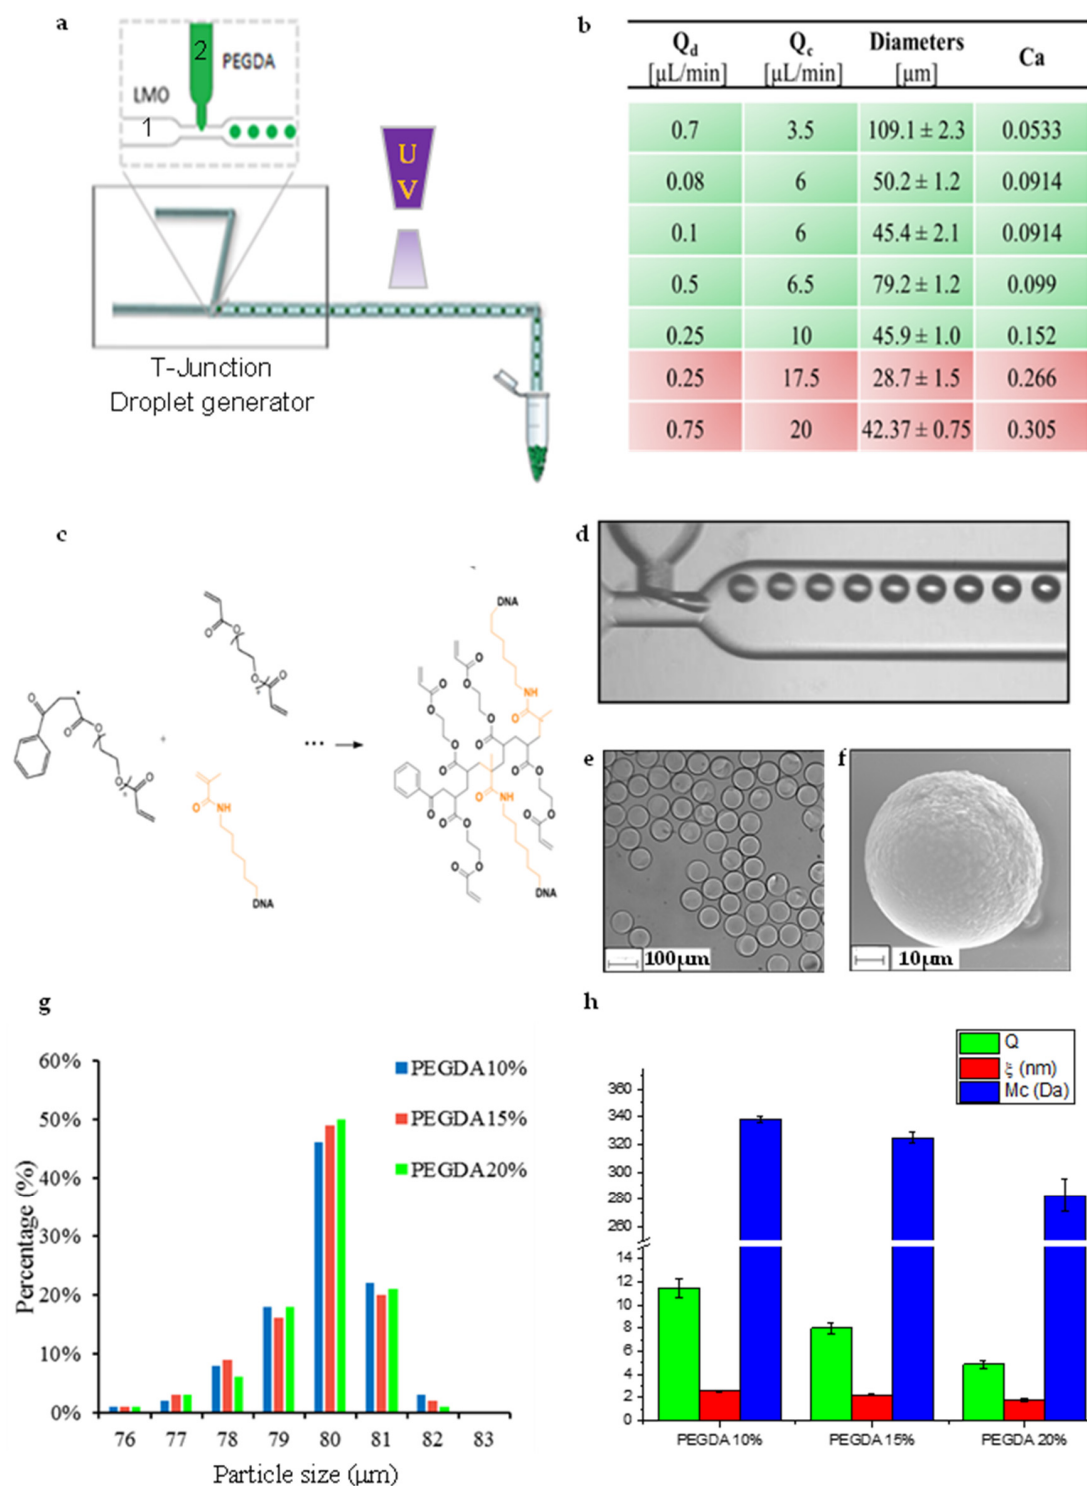 a
2
PEGDA
LMO
1
U
V
T-Junction
Droplet generator
b
Qd Qc Diameters Ca
[µL/min] [µL/min] [µm]
0.7 3.5 109.1 ± 2.3 0.0533
0.08 6 50.2 ± 1.2 0.0914
0.1 6 45.4 ± 2.1 0.0914
0.5 6.5 79.2 ± 1.2 0.099
0.25 10 45.9 ± 1.0 0.152
0.25 17.5 28.7 ± 1.5 0.266
0.75 20 42.37 ± 0.75 0.305
c
O
O
O
O
O
O
O
O
O
+
O
NH
DNA
...
DNA
NH
O
O
O
O
O
O
O
O
O
O
O
O
O
NH
O
O
O
O
O
O
O
O
DNA
d
e
100µm
f
10µm
g
60%
50%
40%
30%
20%
10%
0%
Percentage (%)
PEGDA10%
PEGDA15%
PEGDA20%
76 77 78 79 80 81 82 83
Particle size (µm)
h
Q
ξ (nm)
Mc (Da)
360
340
320
300
280
260
14
12
10
8
6
4
2
0
PEGDA 10% PEGDA 15% PEGDA 20%